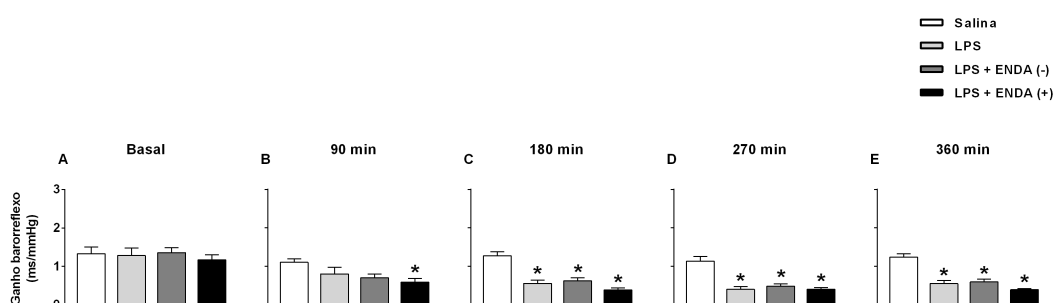 Salina
LPS
LPS + ENDA (-)
LPS + ENDA (+)
A Basal
B 90 min
C 180 min
D 270 min
E 360 min
Ganho barorreflexo
(ms/mmHg)
3
2
1
0
*
* * *
* * *
* * *